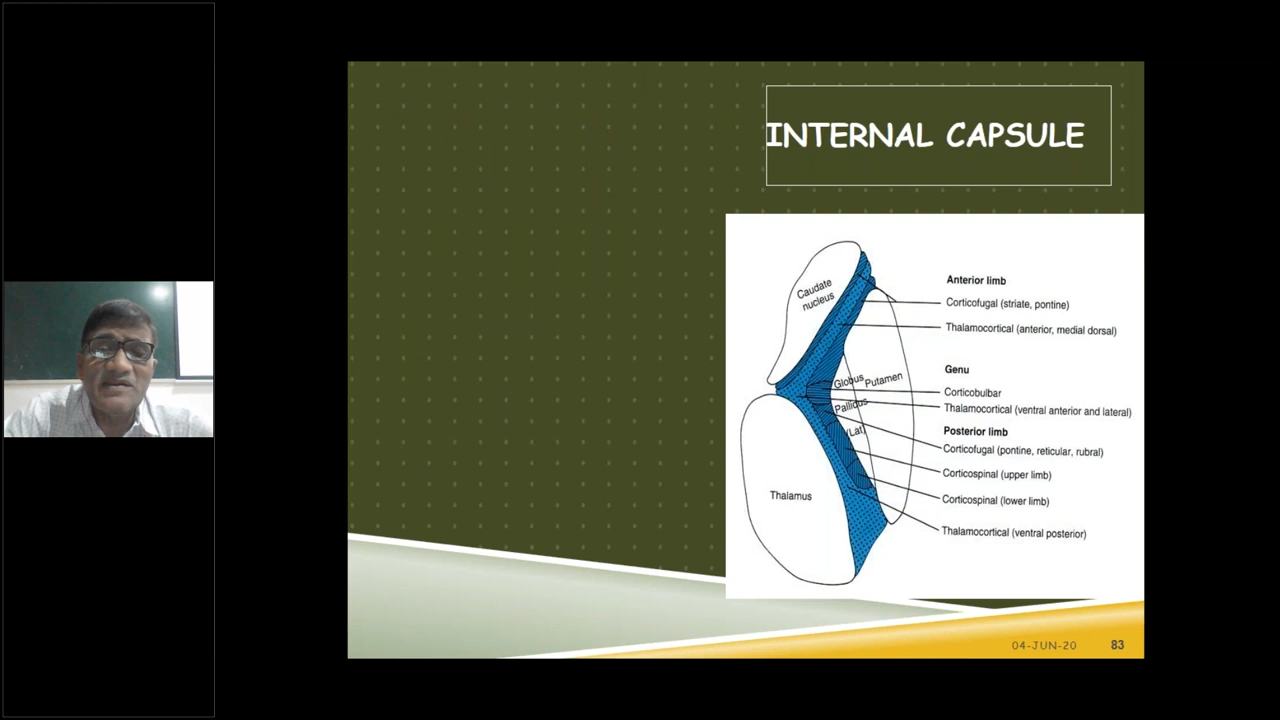 INTERNAL CAPSULE
Caudate
nucleus
Anterior limb
Corticofugal (striate, pontine)
Thalamocortical (anterior, medial dorsal)
Genu
Globus
Putamen
Corticobulbar
Pallidus
Thalamocortical (ventral anterior and lateral)
(Lat)
Posterior limb
Corticofugal (pontine, reticular, rubral)
Corticospinal (upper limb)
Thalamus
Corticospinal (lower limb)
Thalamocortical (ventral posterior)
04-JUN-20
83